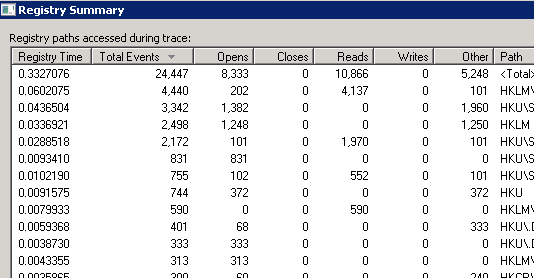 Registry Summary
Registry paths accessed during trace:
Registry Time Total Events Opens Closes Reads Writes Other Path
0.3327076 24,447 8,333 0 10,866 0 5,248 <Total>
0.0602075 4,440 202 0 4,137 0 101 HKLM\
0.0436504 3,342 1,382 0 0 0 1,960 HKU\S
0.0336921 2,498 1,248 0 0 0 1,250 HKLM
0.0288518 2,172 101 0 1,970 0 101 HKU\S
0.0093410 831 831 0 0 0 0 HKU\S
0.0102190 755 102 0 552 0 101 HKU\S
0.0091575 744 372 0 0 0 372 HKU
0.0079933 590 0 0 590 0 0 HKLM\
0.0059368 401 68 0 0 0 333 HKU\.D
0.0038730 333 333 0 0 0 0 HKU\.D
0.0043355 313 313 0 0 0 0 HKLM\
0.0035865 300 60 0 0 0 240 HKCR\